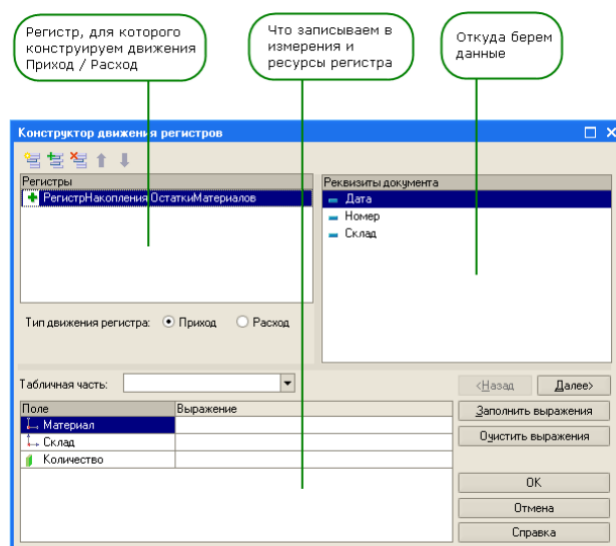 Регистр, для которого
конструируем движения
Приход / Расход
Что записываем в
измерения и
ресурсы регистра
Откуда берем
данные
Конструктор движения регистров
Регистры
РегистрНакопления.ОстаткиМатериалов
Реквизиты документа
Дата
Номер
Склад
Тип движения регистра: Приход Расход
Табличная часть:
<Назад Далее>
Поле Выражение
Материал
Склад
Количество
Заполнить выражения
Очистить выражения
ОК
Отмена
Справка